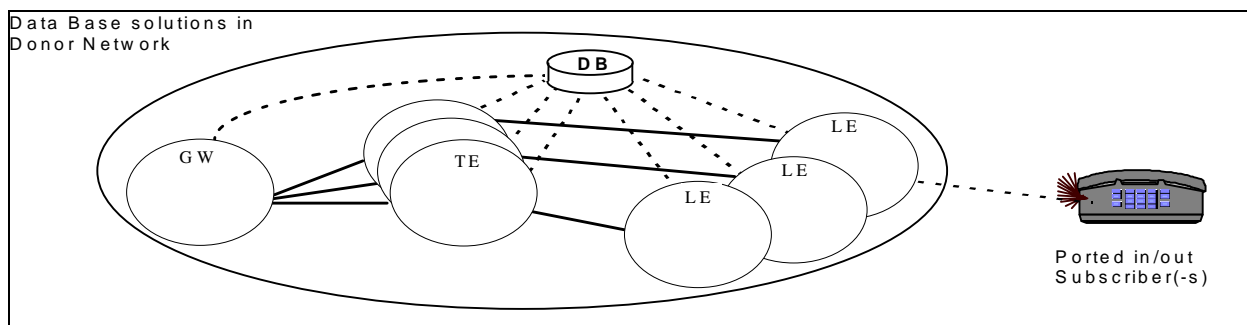 Data Base solutions in
Donor Network
DB
LE
GW
TE
LE
LE
Ported in/out
Subscriber(-s)